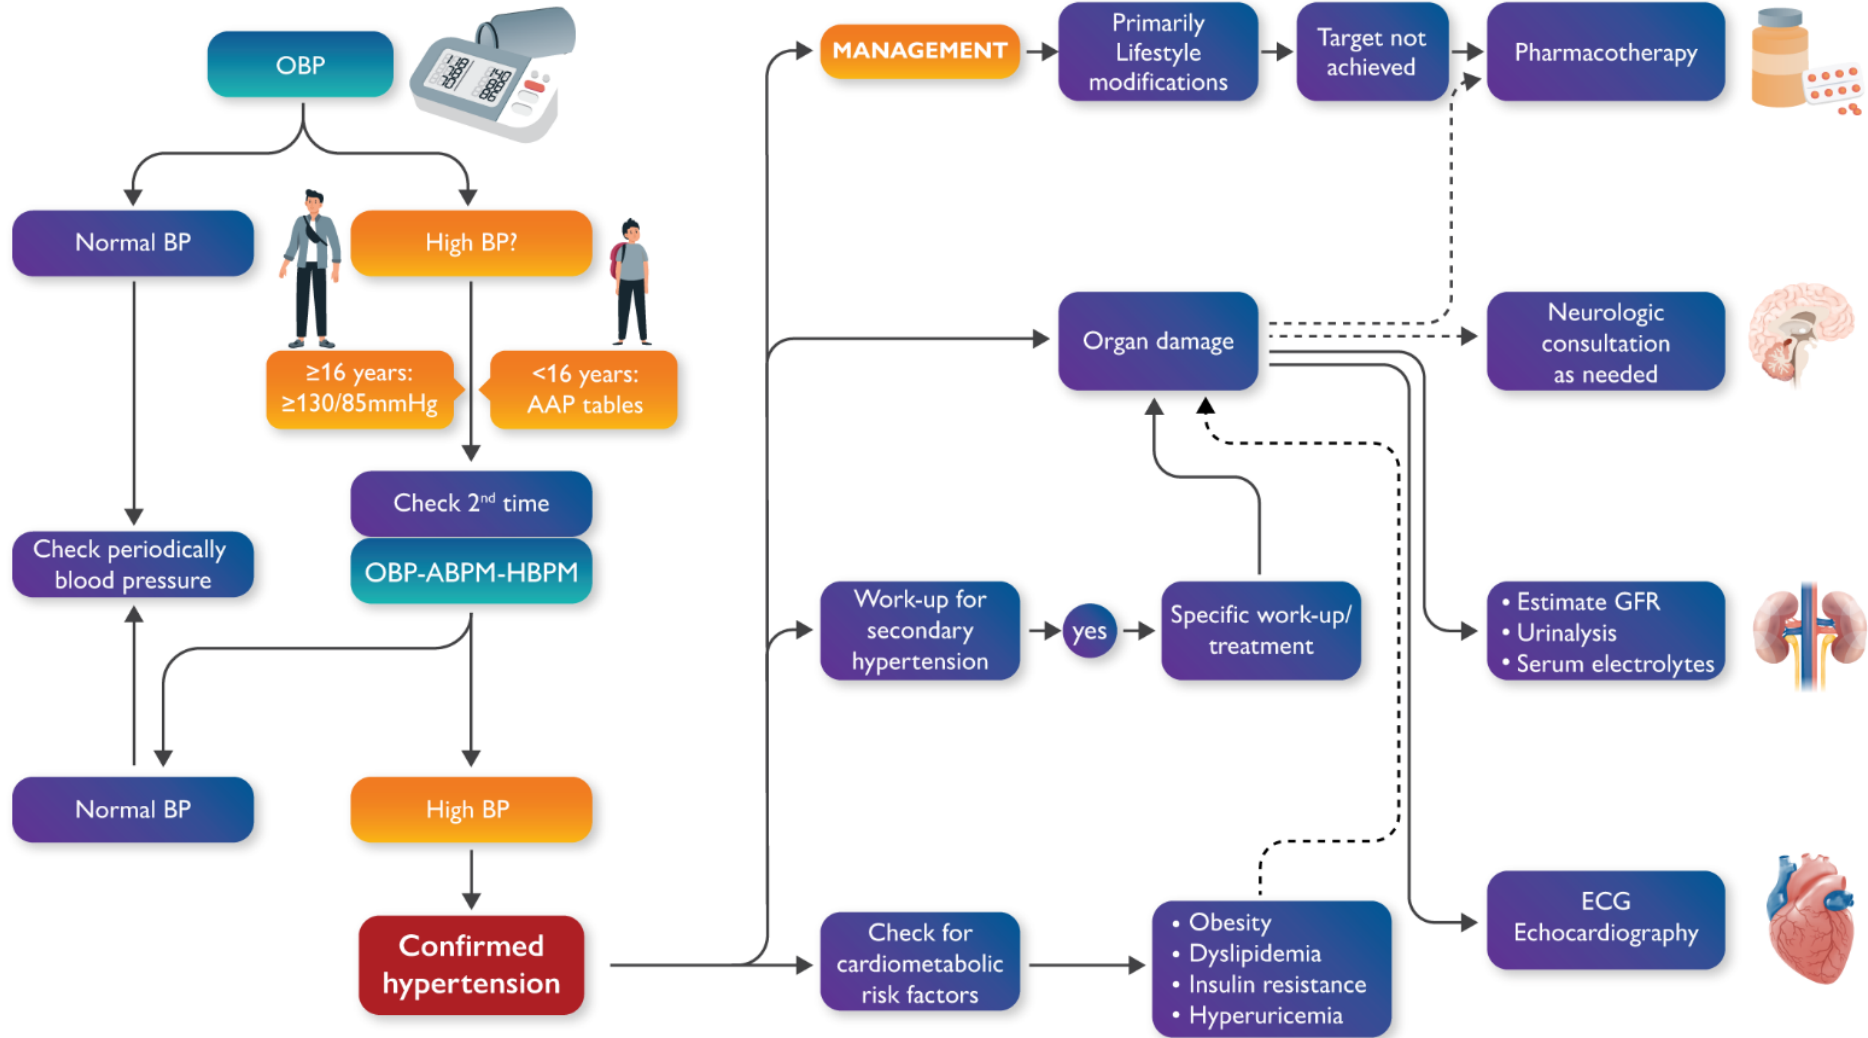 OBP
Normal BP
High BP?
≥16 years:
≥130/85mmHg
<16 years:
AAP tables
Check 2nd time
OBP-ABPM-HBPM
Check periodically
blood pressure
Normal BP
High BP
Confirmed
hypertension
MANAGEMENT
Primarily
Lifestyle
modifications
Target not
achieved
Pharmacotherapy
Organ damage
Neurologic
consultation
as needed
Work-up for
secondary
hypertension
yes
Specific work-up/
treatment
• Estimate GFR
• Urinalysis
• Serum electrolytes
Check for
cardiometabolic
risk factors
• Obesity
• Dyslipidemia
• Insulin resistance
• Hyperuricemia
ECG
Echocardiography